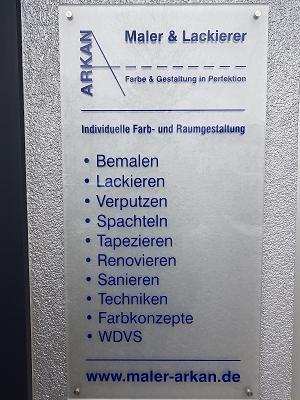 ARKAN
Maler & Lackierer
Farbe & Gestaltung in Perfektion
Individuelle Farb- und Raumgestaltung
• Bemalen
• Lackieren
• Verputzen
• Spachteln
• Tapezieren
• Renovieren
• Sanieren
• Techniken
• Farbkonzepte
• WDVS
www.maler-arkan.de